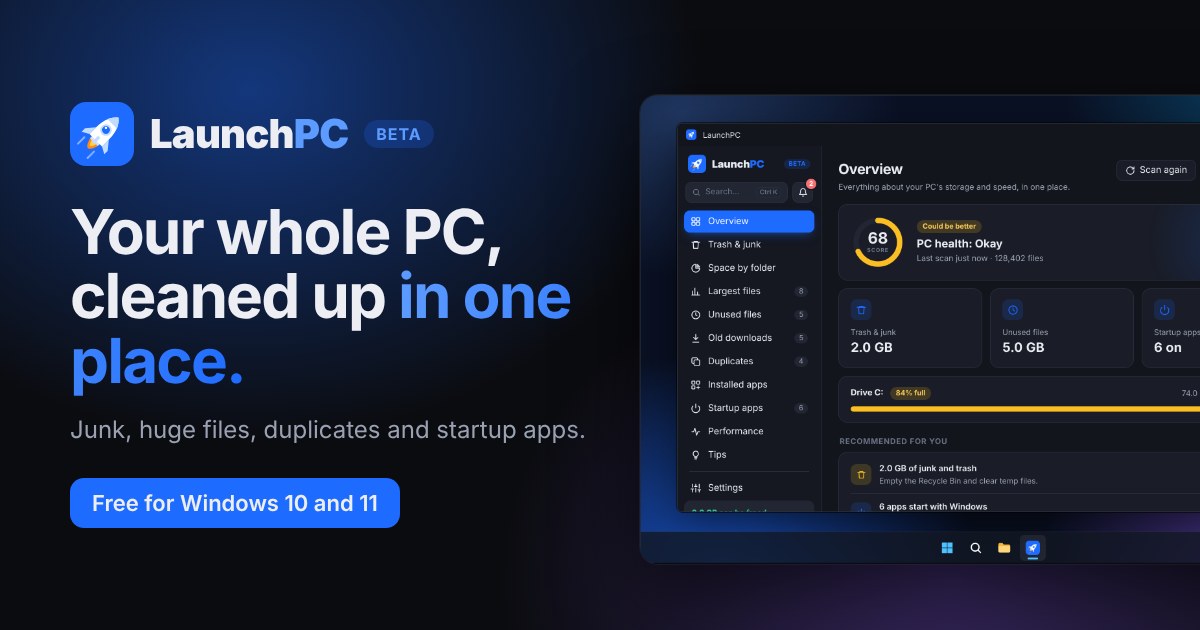 LaunchPC BETA
Your whole PC,
cleaned up in one
place.
Junk, huge files, duplicates and startup apps.
Free for Windows 10 and 11
LaunchPC
LaunchPC BETA
Search... Ctrl K 2
Overview
Trash & junk
Space by folder
Largest files 8
Unused files 5
Old downloads 5
Duplicates 4
Installed apps
Startup apps 6
Performance
Tips
Settings
Overview
Everything about your PC's storage and speed, in one place.
Scan again
68
SCORE
Could be better
PC health: Okay
Last scan just now · 128,402 files
Trash & junk
2.0 GB
Unused files
5.0 GB
Startup apps
6 on
Drive C: 84% full 74.0
RECOMMENDED FOR YOU
2.0 GB of junk and trash
Empty the Recycle Bin and clear temp files.
6 apps start with Windows